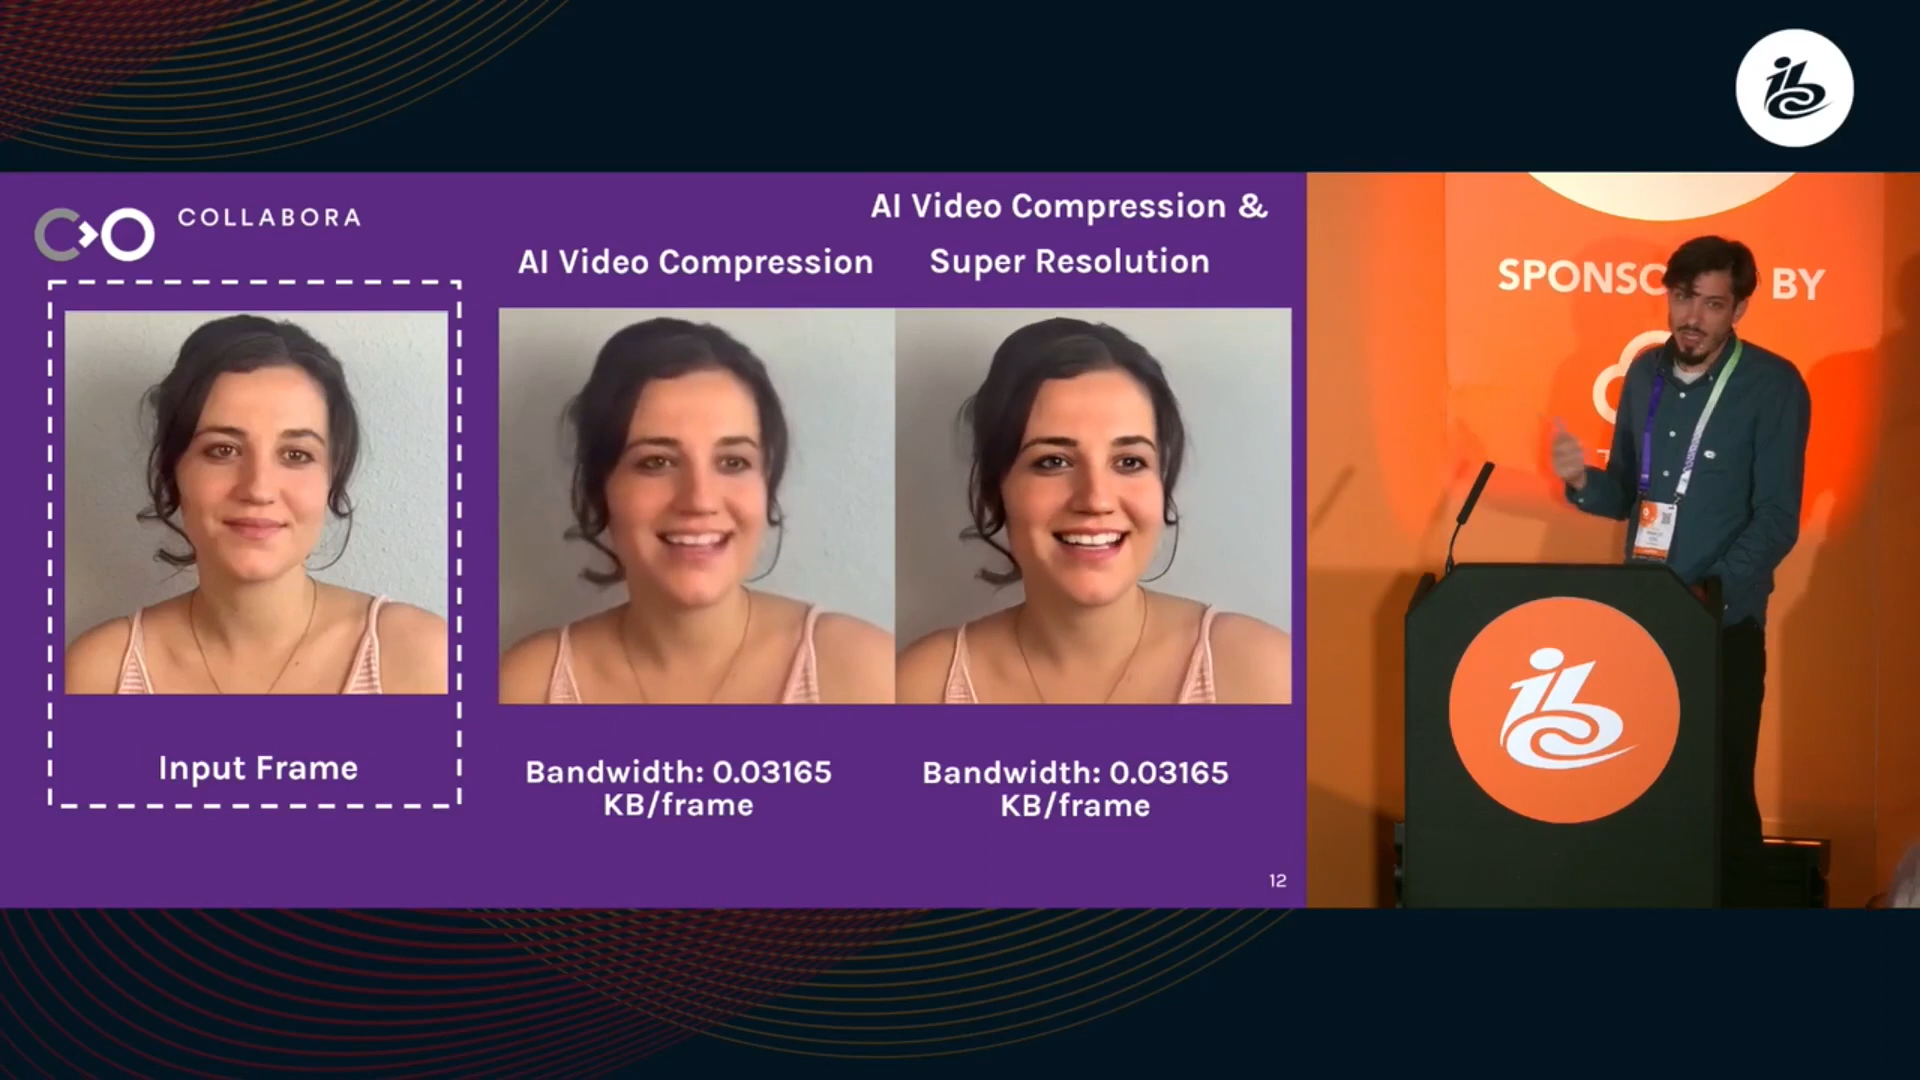 COLLABORA
AI Video Compression
AI Video Compression &
Super Resolution
Input Frame
Bandwidth: 0.03165
KB/frame
Bandwidth: 0.03165
KB/frame
12
BY